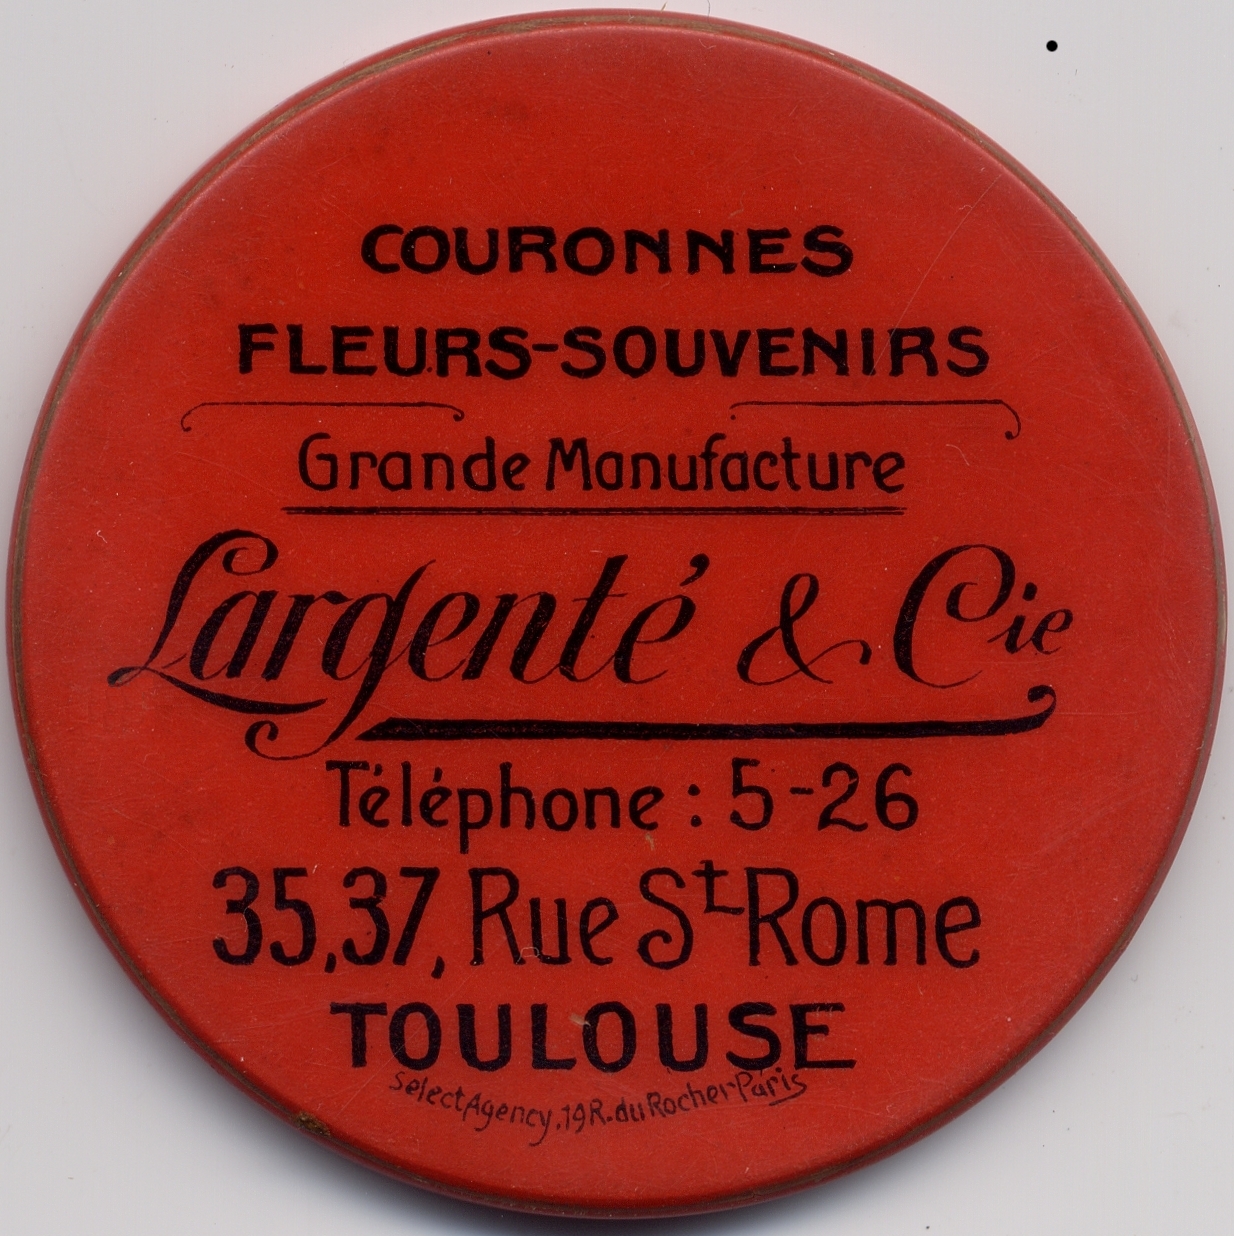 COURONNES
FLEURS-SOUVENIRS
Grande Manufacture
Largenté & Cie
Téléphone : 5-26
35,37, Rue St Rome
TOULOUSE
Select Agency, 19 R. du Rocher Paris